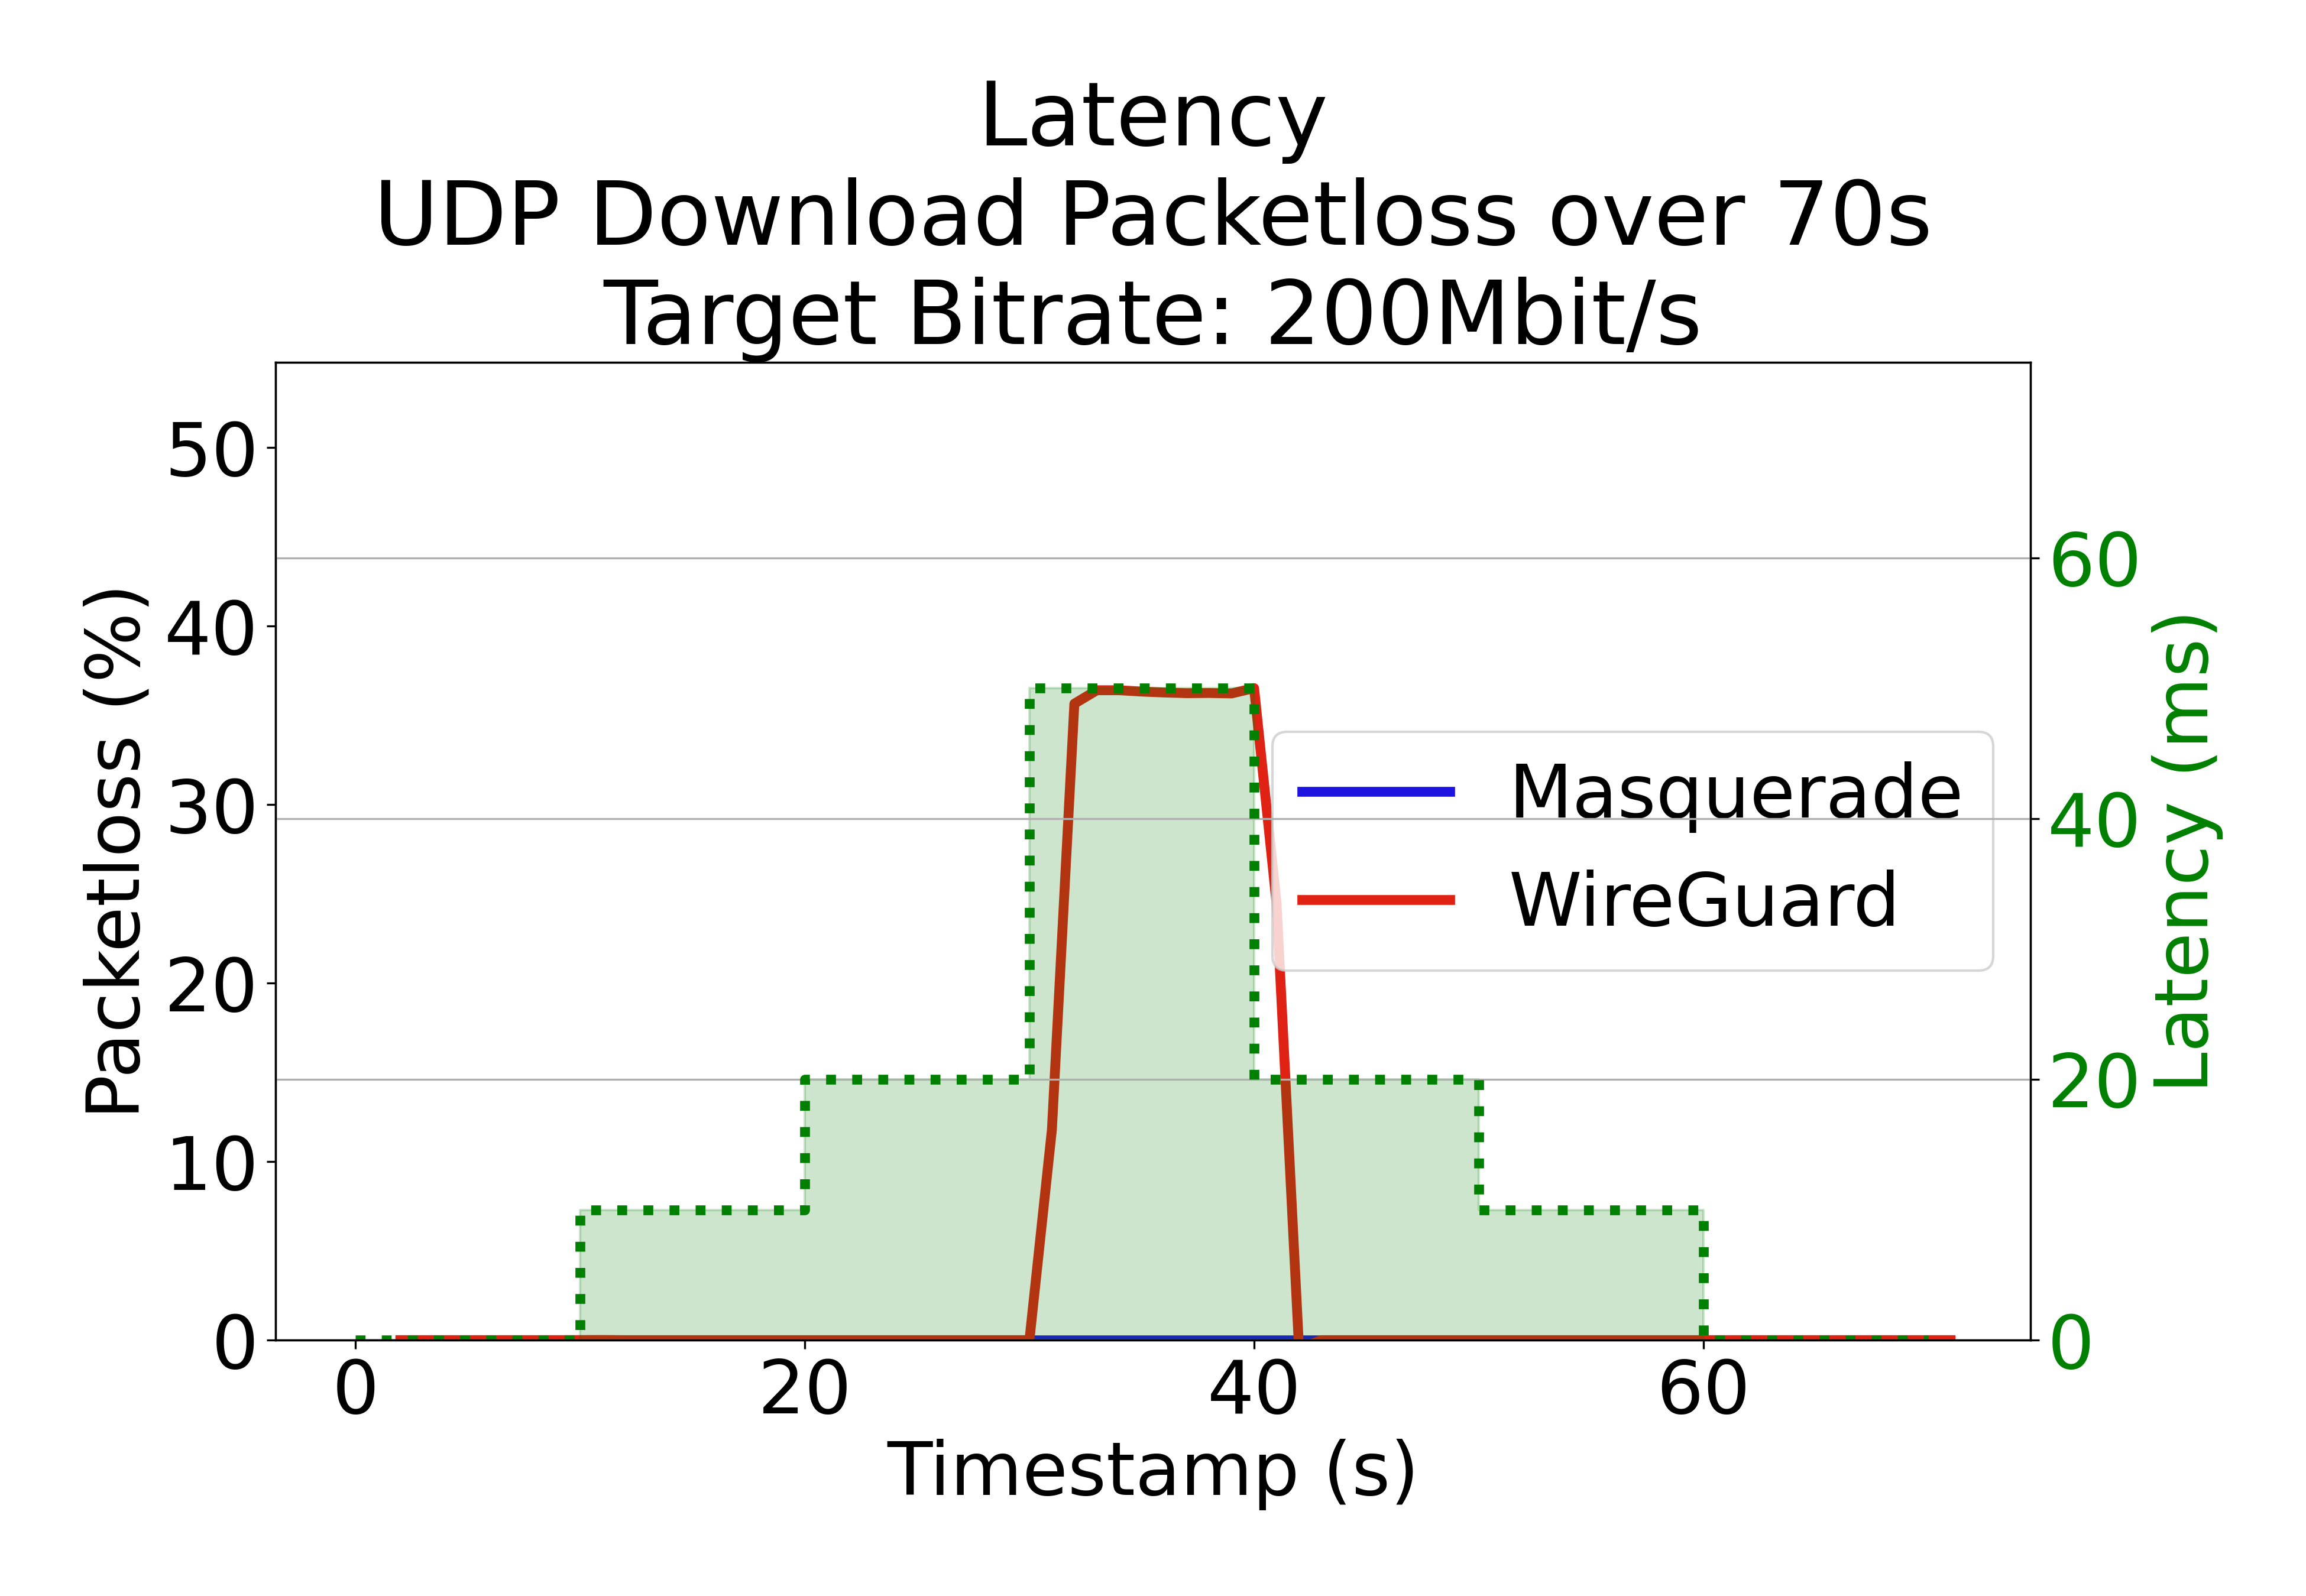 Latency
UDP Download Packetloss over 70s
Target Bitrate: 200Mbit/s
Packetloss (%)
50
40
30
20
10
0
Masquerade
WireGuard
60
40
20
0
Latency (ms)
0 20 40 60
Timestamp (s)